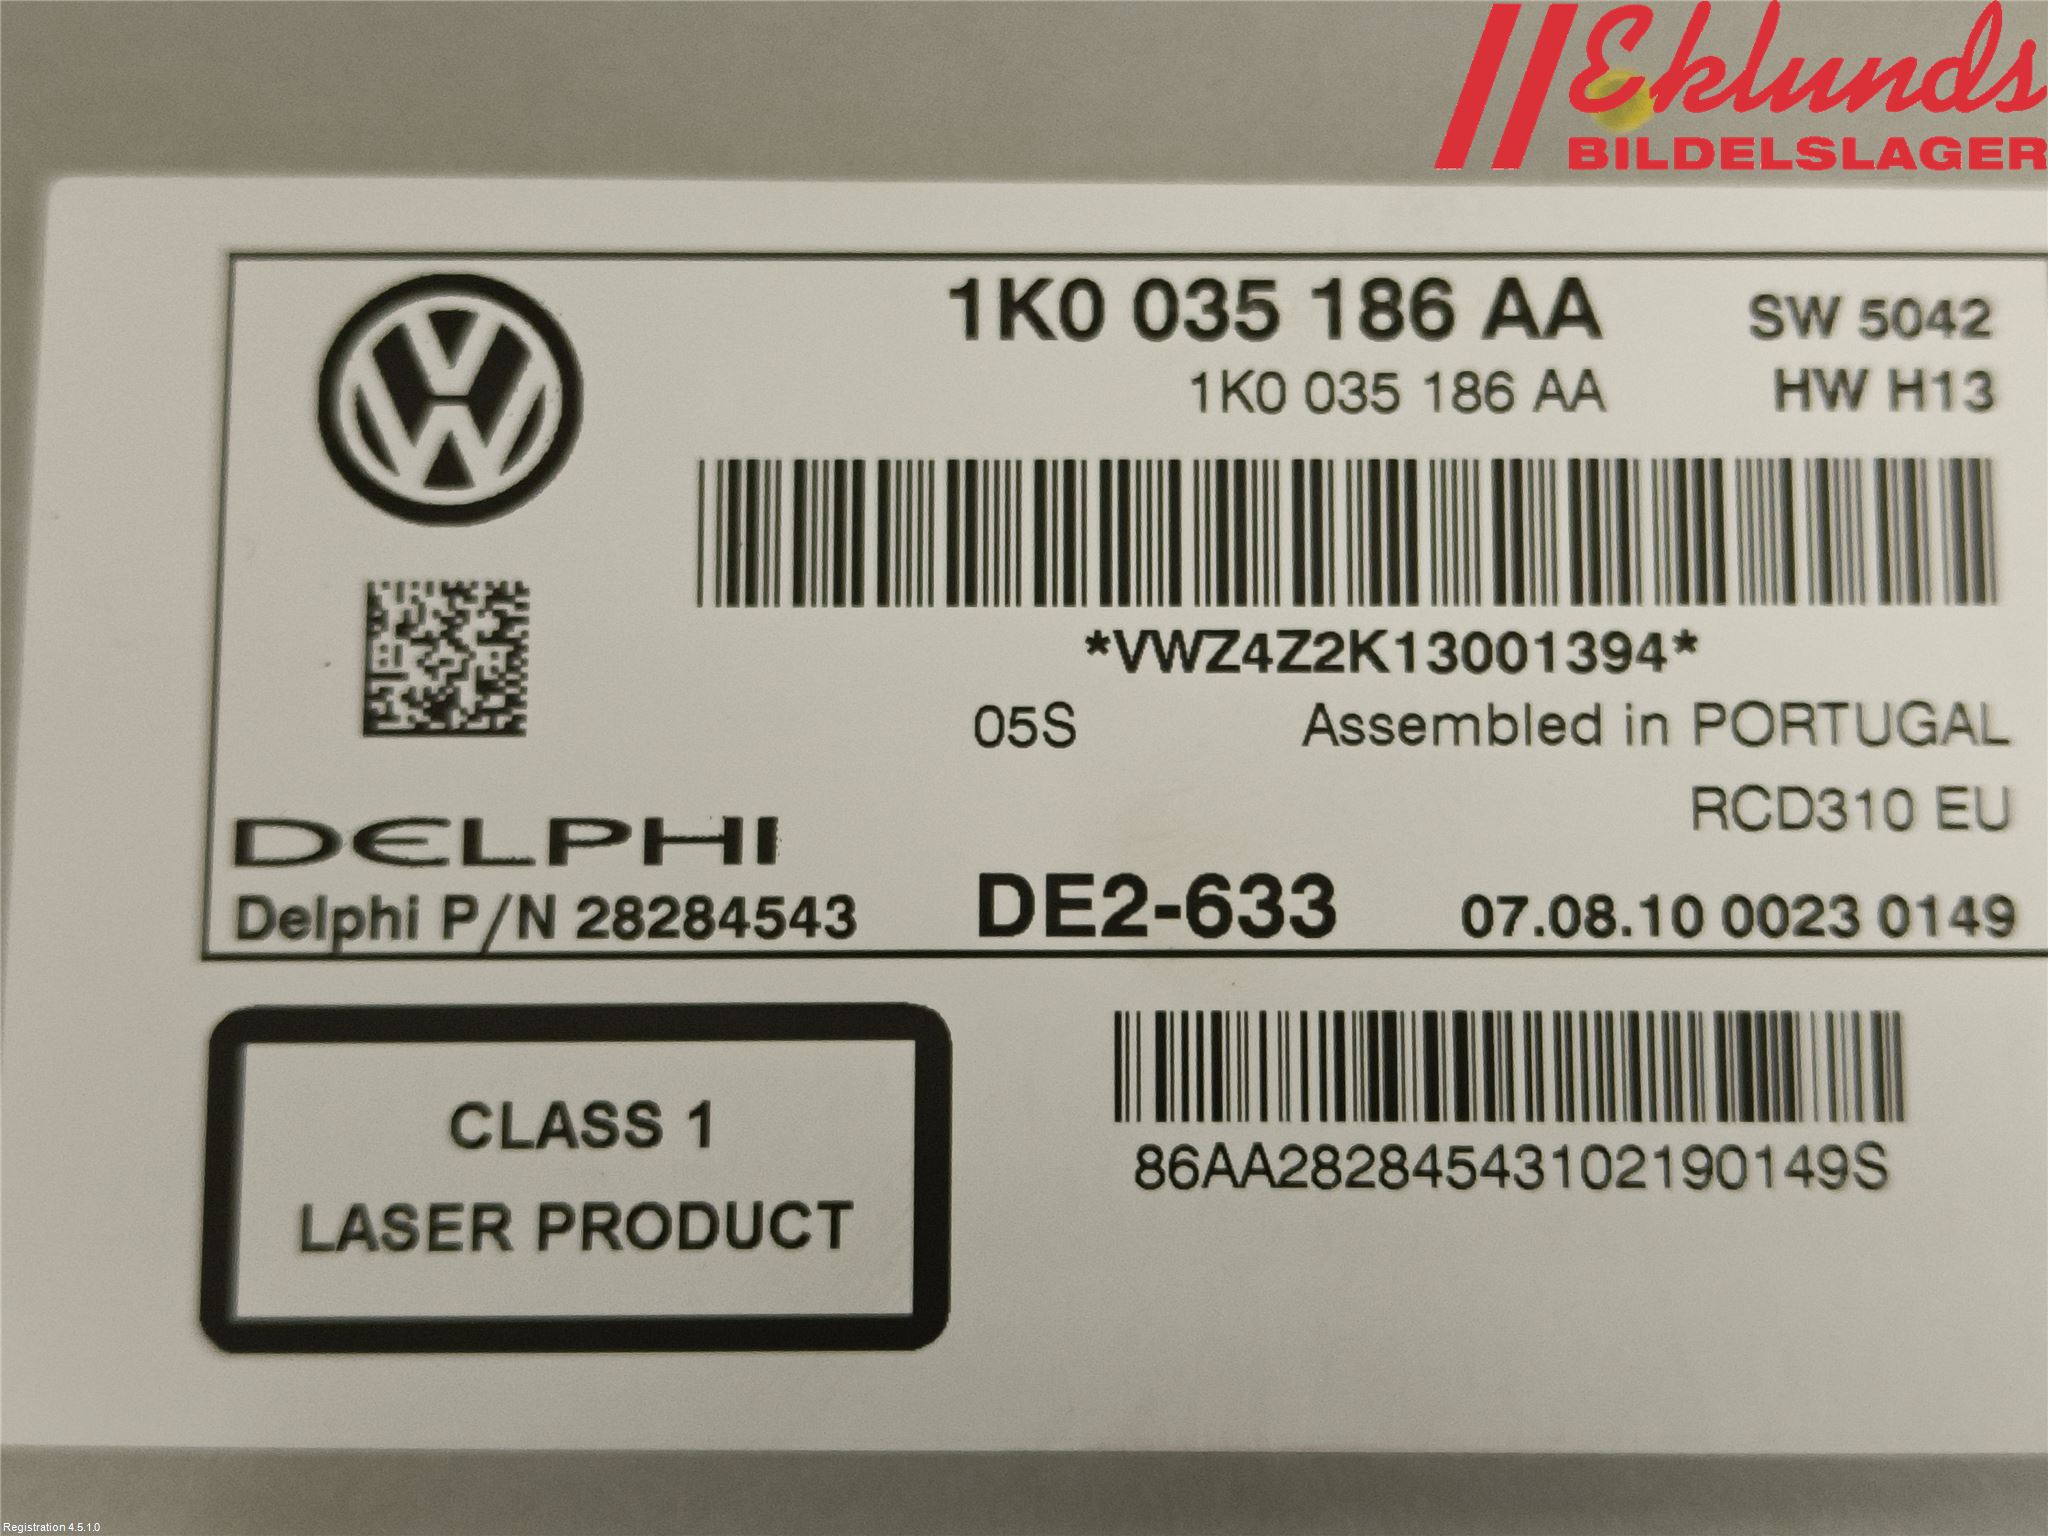 Eklunds
BILDELSLAGER
1K0 035 186 AA
SW 5042
1K0 035 186 AA
HW H13
*VWZ4Z2K13001394*
05S
Assembled in PORTUGAL
RCD310 EU
DELPHI
Delphi P/N 28284543
DE2-633
07.08.10 0023 0149
CLASS 1
LASER PRODUCT
86AA28284543102190149S
Registration 4.5.1.0